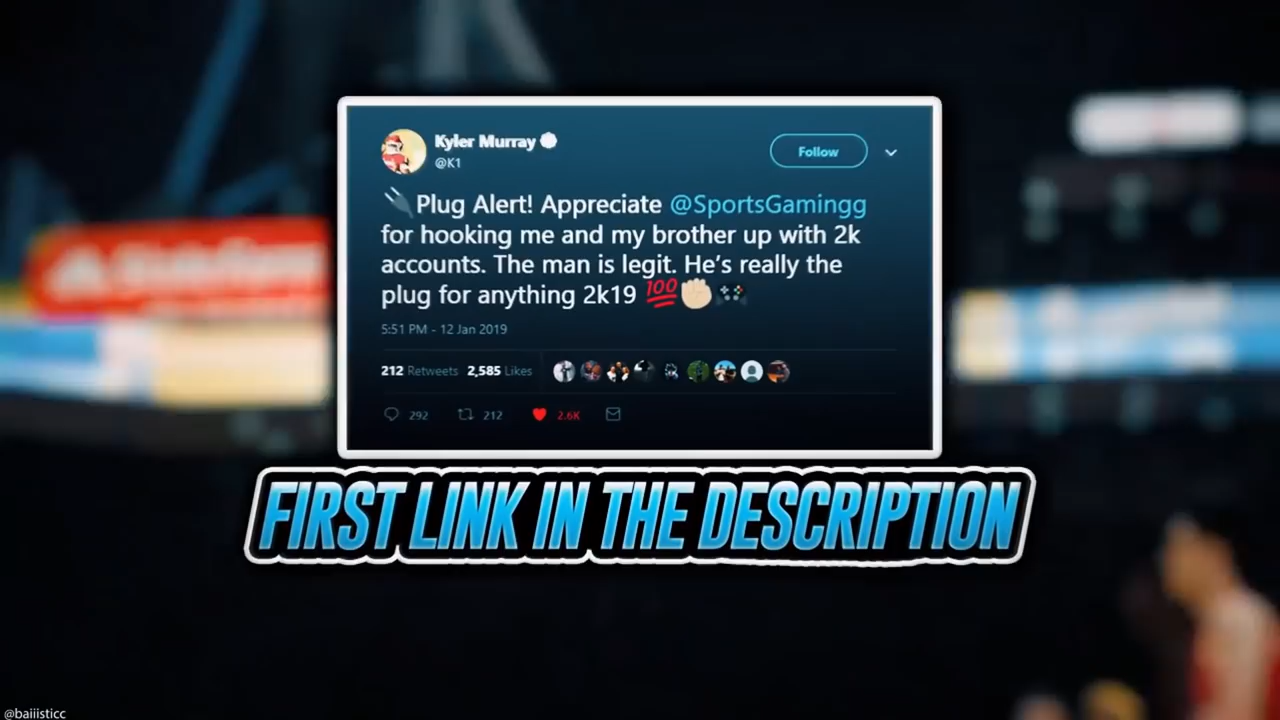 Kyler Murray
@K1
Follow
Plug Alert! Appreciate @SportsGamingg
for hooking me and my brother up with 2k
accounts. The man is legit. He's really the
plug for anything 2k19 💯✊🏼🎮
5:51 PM - 12 Jan 2019
212 Retweets 2,585 Likes
292 212 2.6K
FIRST LINK IN THE DESCRIPTION
@baiiisticc